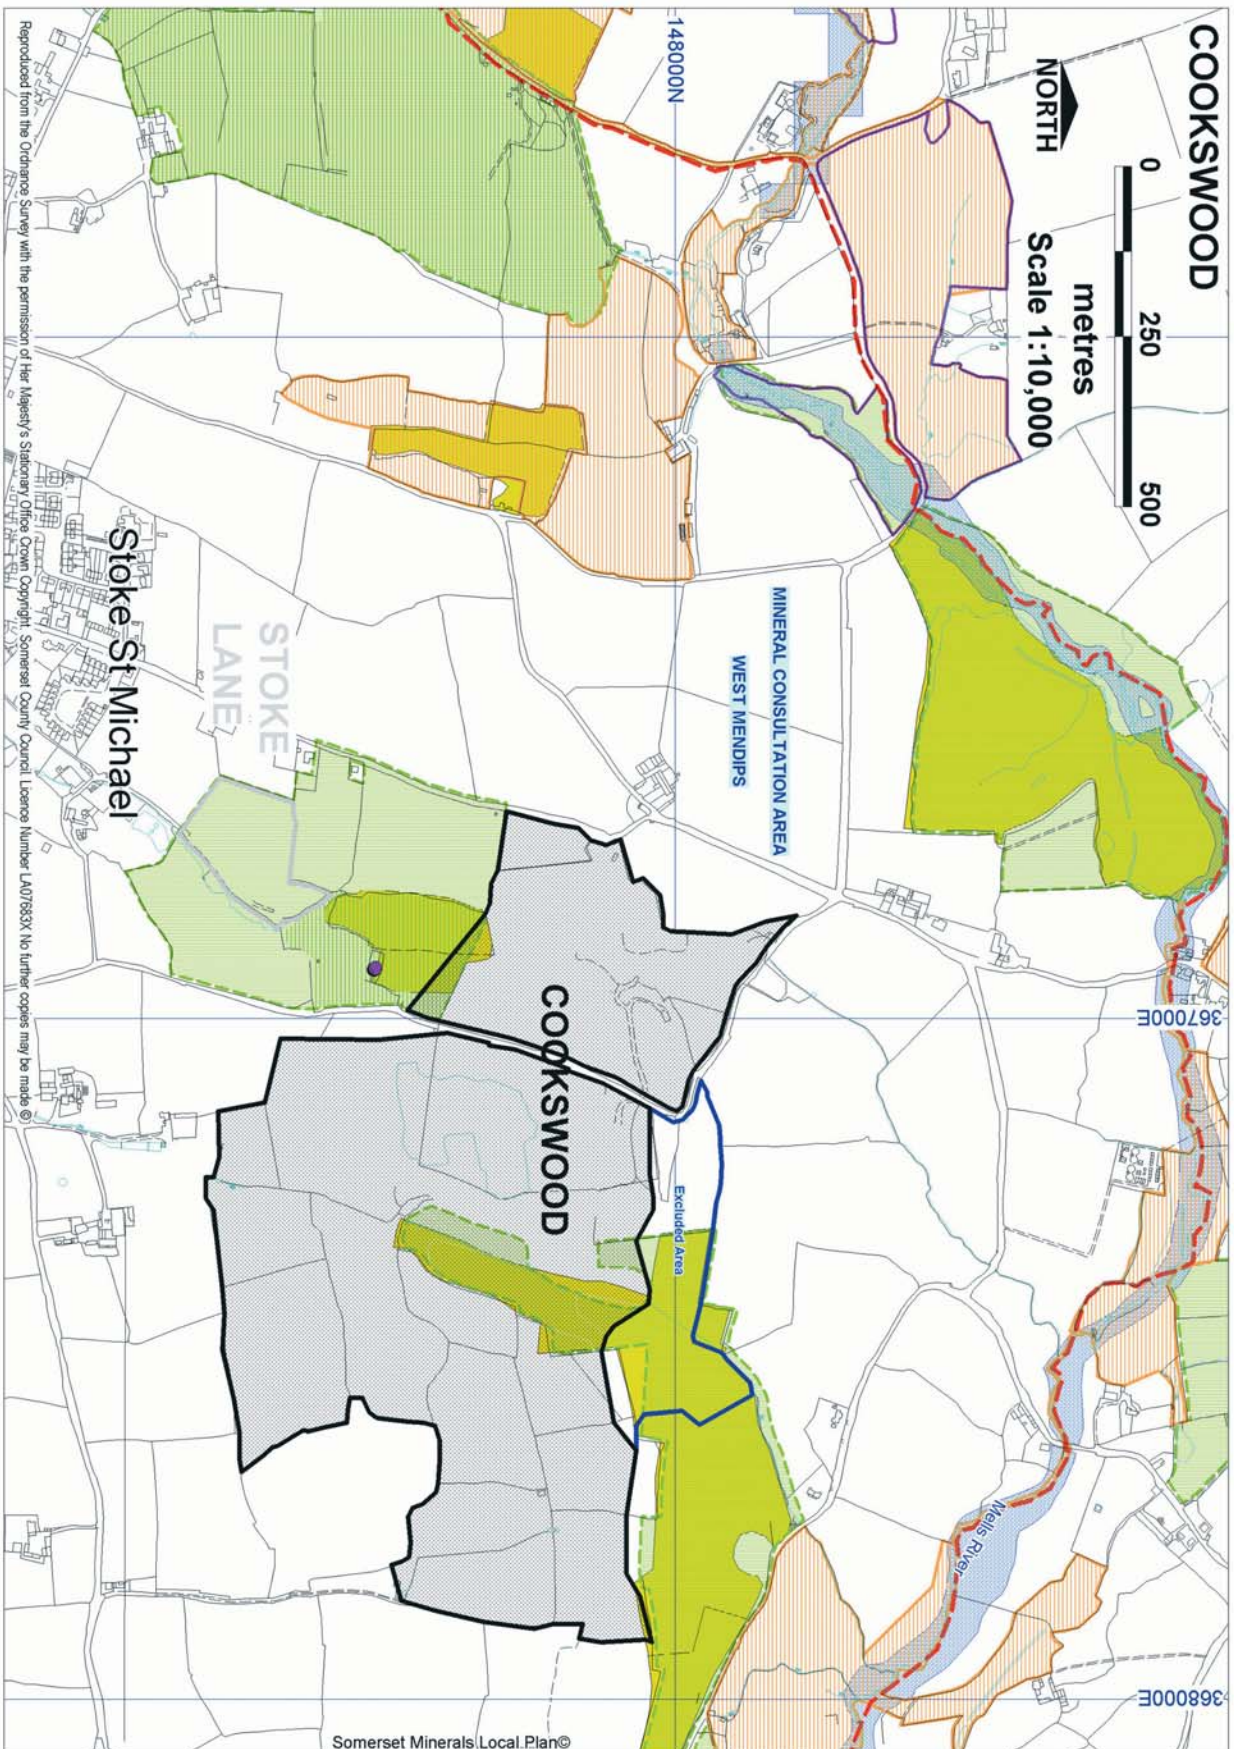 COOKSWOOD
NORTH
0 250 500
metres
Scale 1:10,000
148000N
367000E
368000E
MINERAL CONSULTATION AREA
WEST MENDIPS
Mells River
Excluded Area
COOKSWOOD
STOKE
LANE
Stoke St Michael
Somerset Minerals Local Plan©
Reproduced from the Ordnance Survey with the permission of Her Majesty's Stationary Office Crown Copyright. Somerset County Council Licence Number LA07683X No further copies may be made ©